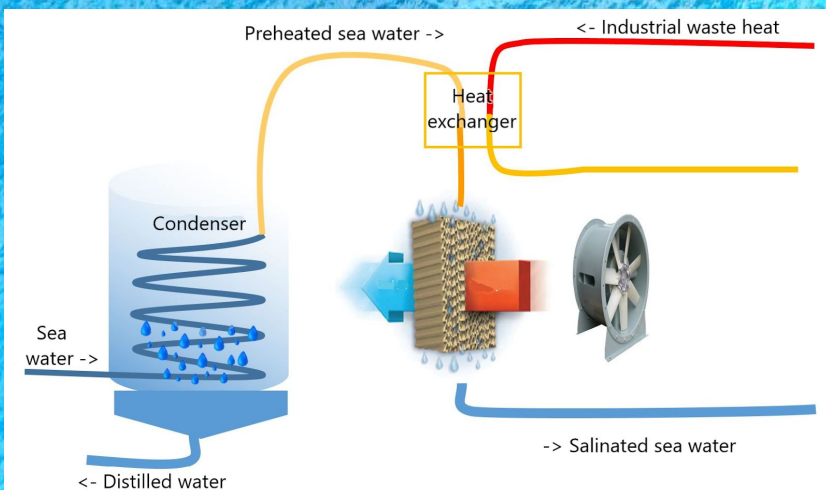 Preheated sea water ->
<- Industrial waste heat
Heat
exchanger
Condenser
Sea
water ->
-> Salinated sea water
<- Distilled water